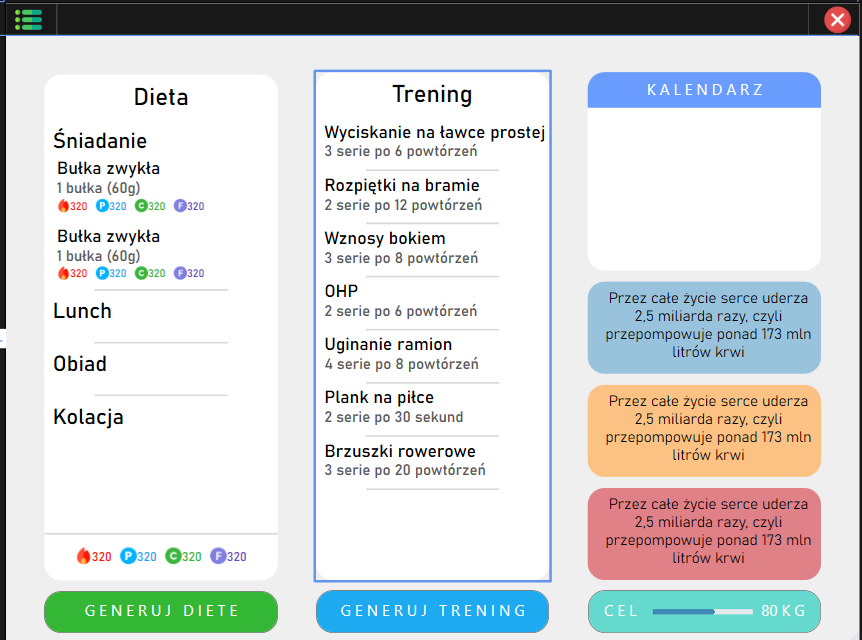 Dieta
Śniadanie
Bułka zwykła
1 bułka (60g)
320 P 320 C 320 F 320
Bułka zwykła
1 bułka (60g)
320 P 320 C 320 F 320
Lunch
Obiad
Kolacja
320 P 320 C 320 F 320
GENERUJ DIETE
Trening
Wyciskanie na ławce prostej
3 serie po 6 powtórzeń
Rozpiętki na bramie
2 serie po 12 powtórzeń
Wznosy bokiem
3 serie po 8 powtórzeń
OHP
2 serie po 6 powtórzeń
Uginanie ramion
4 serie po 8 powtórzeń
Plank na piłce
2 serie po 30 sekund
Brzuszki rowerowe
3 serie po 20 powtórzeń
GENERUJ TRENING
KALENDARZ
Przez całe życie serce uderza
2,5 miliarda razy, czyli
przepompowuje ponad 173 mln
litrów krwi
Przez całe życie serce uderza
2,5 miliarda razy, czyli
przepompowuje ponad 173 mln
litrów krwi
Przez całe życie serce uderza
2,5 miliarda razy, czyli
przepompowuje ponad 173 mln
litrów krwi
CEL 80KG